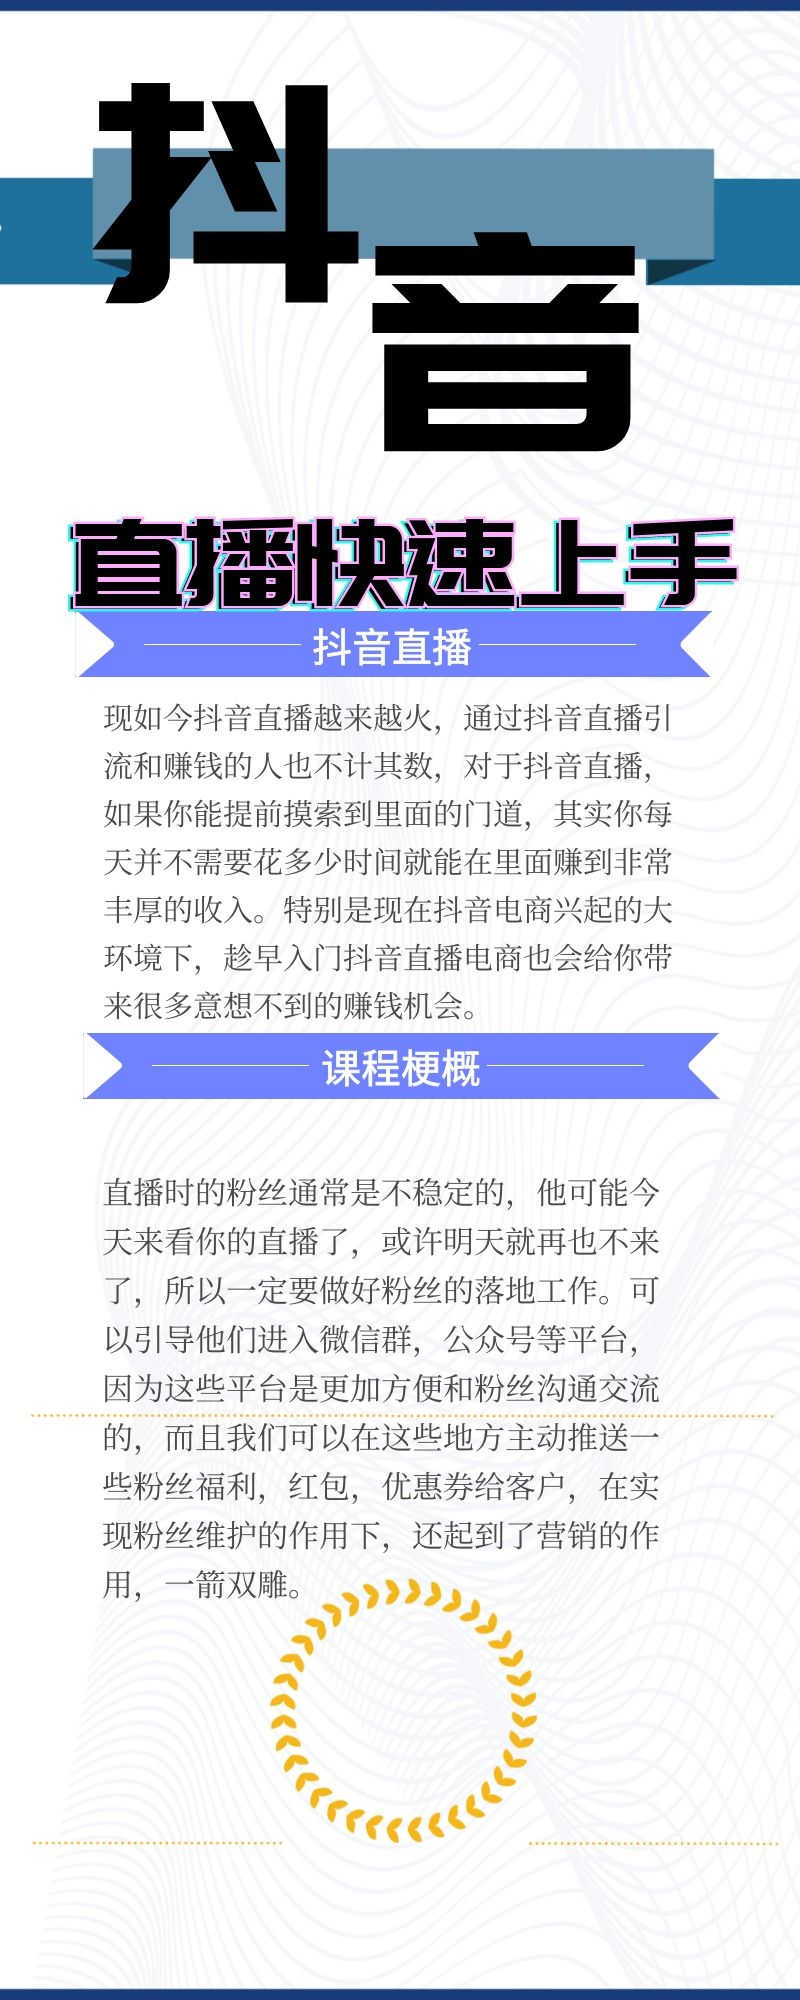 抖
音
直播快速上手
抖音直播
现如今抖音直播越来越火，通过抖音直播引
流和赚钱的人也不计其数，对于抖音直播，
如果你能提前摸索到里面的门道，其实你每
天并不需要花多少时间就能在里面赚到非常
丰厚的收入。特别是现在抖音电商兴起的大
环境下，趁早入门抖音直播电商也会给你带
来很多意想不到的赚钱机会。
课程梗概
直播时的粉丝通常是不稳定的，他可能今
天来看你的直播了，或许明天就再也不来
了，所以一定要做好粉丝的落地工作。可
以引导他们进入微信群，公众号等平台，
因为这些平台是更加方便和粉丝沟通交流
的，而且我们可以在这些地方主动推送一
些粉丝福利，红包，优惠券给客户，在实
现粉丝维护的作用下，还起到了营销的作
用，一箭双雕。